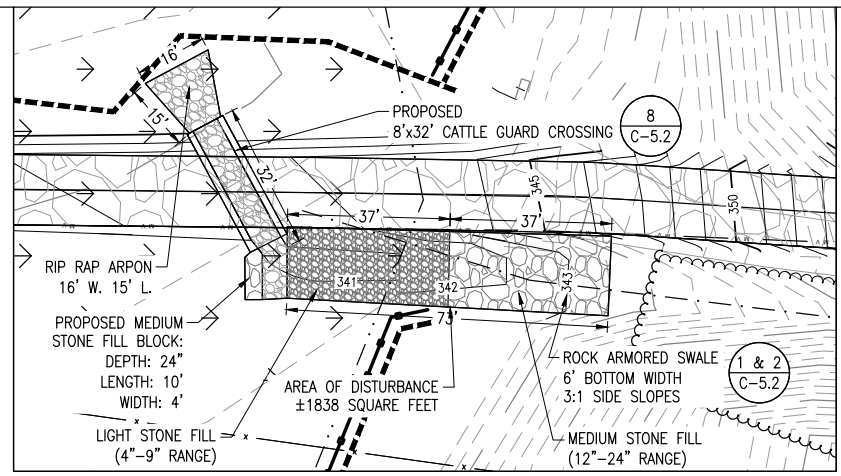 16'
15'
PROPOSED
8'x32' CATTLE GUARD CROSSING
8
C-5.2
32'
345
350
37'
37'
RIP RAP ARPON
16' W. 15' L.
341
342
343
73'
PROPOSED MEDIUM
STONE FILL BLOCK:
DEPTH: 24"
LENGTH: 10'
WIDTH: 4'
AREA OF DISTURBANCE
±1838 SQUARE FEET
ROCK ARMORED SWALE
6' BOTTOM WIDTH
3:1 SIDE SLOPES
1 & 2
C-5.2
LIGHT STONE FILL
(4"-9" RANGE)
MEDIUM STONE FILL
(12"-24" RANGE)